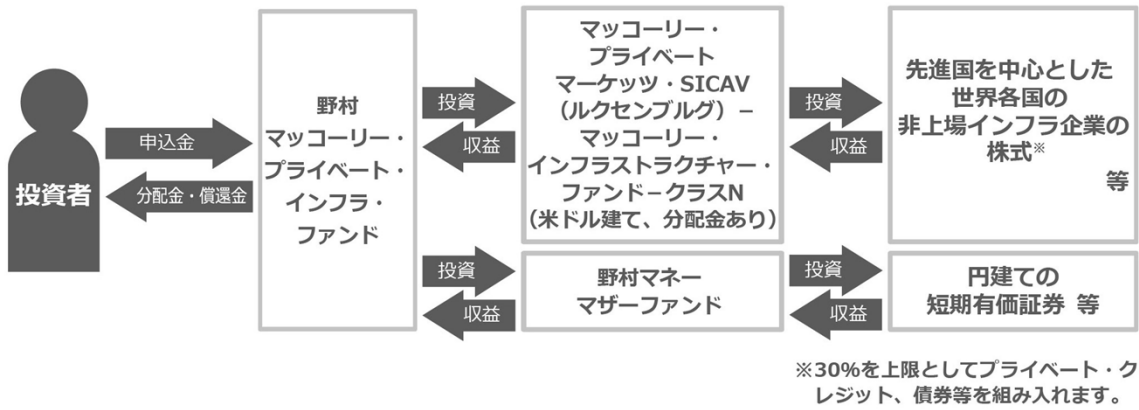 投資者
申込金
分配金・償還金
野村
マッコーリー・
プライベート・
インフラ・
ファンド
投資
収益
マッコーリー・
プライベート
マーケッツ・SICAV
（ルクセンブルグ）－
マッコーリー・
インフラストラクチャー・
ファンド－クラスN
（米ドル建て、分配金あり）
投資
収益
先進国を中心とした
世界各国の
非上場インフラ企業の
株式※
等
投資
収益
野村マネー
マザーファンド
投資
収益
円建ての
短期有価証券 等
※30%を上限としてプライベート・ク
レジット、債券等を組み入れます。